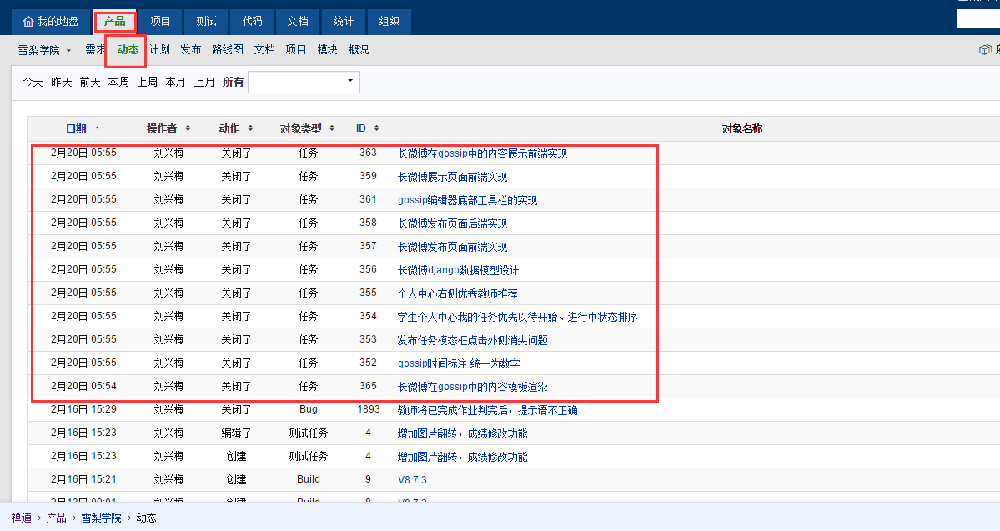 我的地盘 产品 项目 测试 代码 文档 统计 组织
雪梨学院 需求 动态 计划 发布 路线图 文档 项目 模块 概况
今天 昨天 前天 本周 上周 本月 上月 所有
日期 操作者 动作 对象类型 ID 对象名称
2月20日 05:55 刘兴梅 关闭了 任务 363 长微博在gossip中的内容展示前端实现
2月20日 05:55 刘兴梅 关闭了 任务 359 长微博展示页面前端实现
2月20日 05:55 刘兴梅 关闭了 任务 361 gossip编辑器底部工具栏的实现
2月20日 05:55 刘兴梅 关闭了 任务 358 长微博发布页面后端实现
2月20日 05:55 刘兴梅 关闭了 任务 357 长微博发布页面前端实现
2月20日 05:55 刘兴梅 关闭了 任务 356 长微博django数据模型设计
2月20日 05:55 刘兴梅 关闭了 任务 355 个人中心右侧优秀教师推荐
2月20日 05:55 刘兴梅 关闭了 任务 354 学生个人中心我的任务优先以待开始、进行中状态排序
2月20日 05:55 刘兴梅 关闭了 任务 353 发布任务模态框点击外侧消失问题
2月20日 05:55 刘兴梅 关闭了 任务 352 gossip时间标注 统一为数字
2月20日 05:54 刘兴梅 关闭了 任务 365 长微博在gossip中的内容模板渲染
2月16日 15:29 刘兴梅 关闭了 Bug 1893 教师将已完成作业判完后，提示语不正确
2月16日 15:23 刘兴梅 编辑了 测试任务 4 增加图片翻转，成绩修改功能
2月16日 15:23 刘兴梅 创建 测试任务 4 增加图片翻转，成绩修改功能
2月16日 15:21 刘兴梅 创建 Build 9 V8.7.3
刘兴梅 创建 Build
禅道 › 产品 › 雪梨学院 › 动态